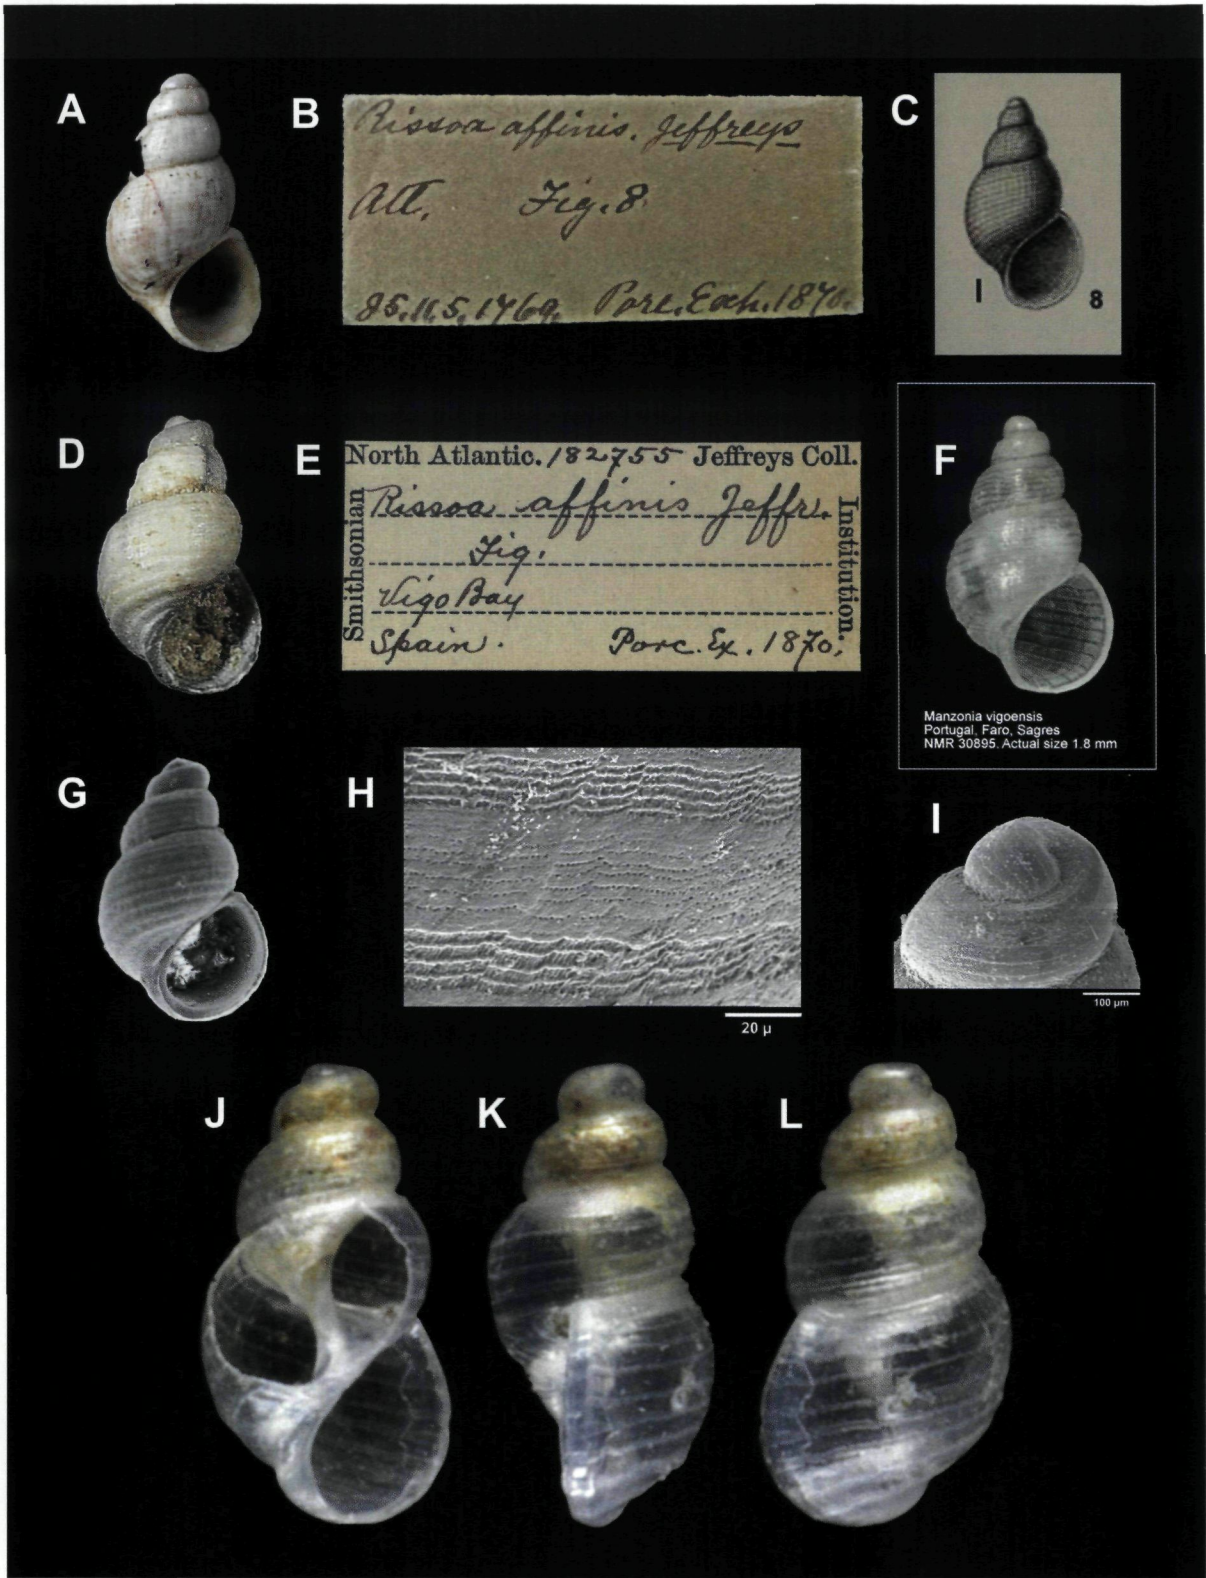 A
B
Rissoa affinis. Jeffreys
Att. Fig. 8.
85.11.5.1769. Porc. Exh. 1870.
C
8
D
E
North Atlantic. 182755 Jeffreys Coll.
Smithsonian
Rissoa affinis Jeffr.
Fig.
Vigo Bay
Spain. Porc. Ex. 1870.
Institution.
F
Manzonia vigoensis
Portugal, Faro, Sagres
NMR 30895. Actual size 1.8 mm
G
H
20 μ
I
100 μm
J
K
L